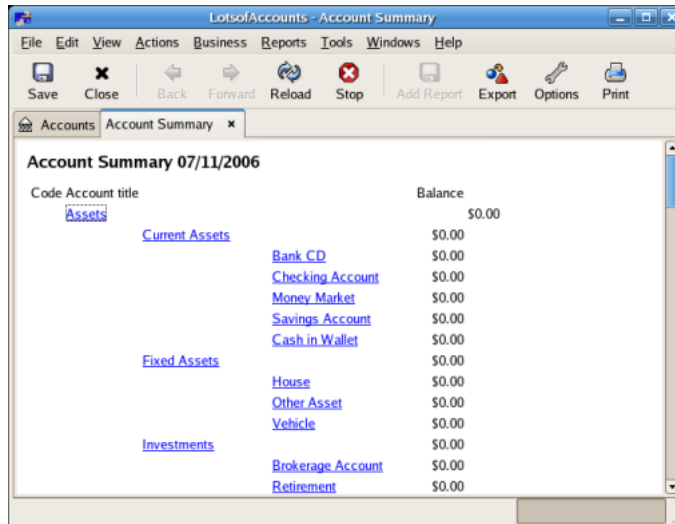 LotsofAccounts - Account Summary
File Edit View Actions Business Reports Tools Windows Help
Save Close Back Forward Reload Stop Add Report Export Options Print
Accounts Account Summary
Account Summary 07/11/2006
Code Account title Balance
Assets $0.00
Current Assets $0.00
Bank CD $0.00
Checking Account $0.00
Money Market $0.00
Savings Account $0.00
Cash in Wallet $0.00
Fixed Assets $0.00
House $0.00
Other Asset $0.00
Vehicle $0.00
Investments $0.00
Brokerage Account $0.00
Retirement $0.00